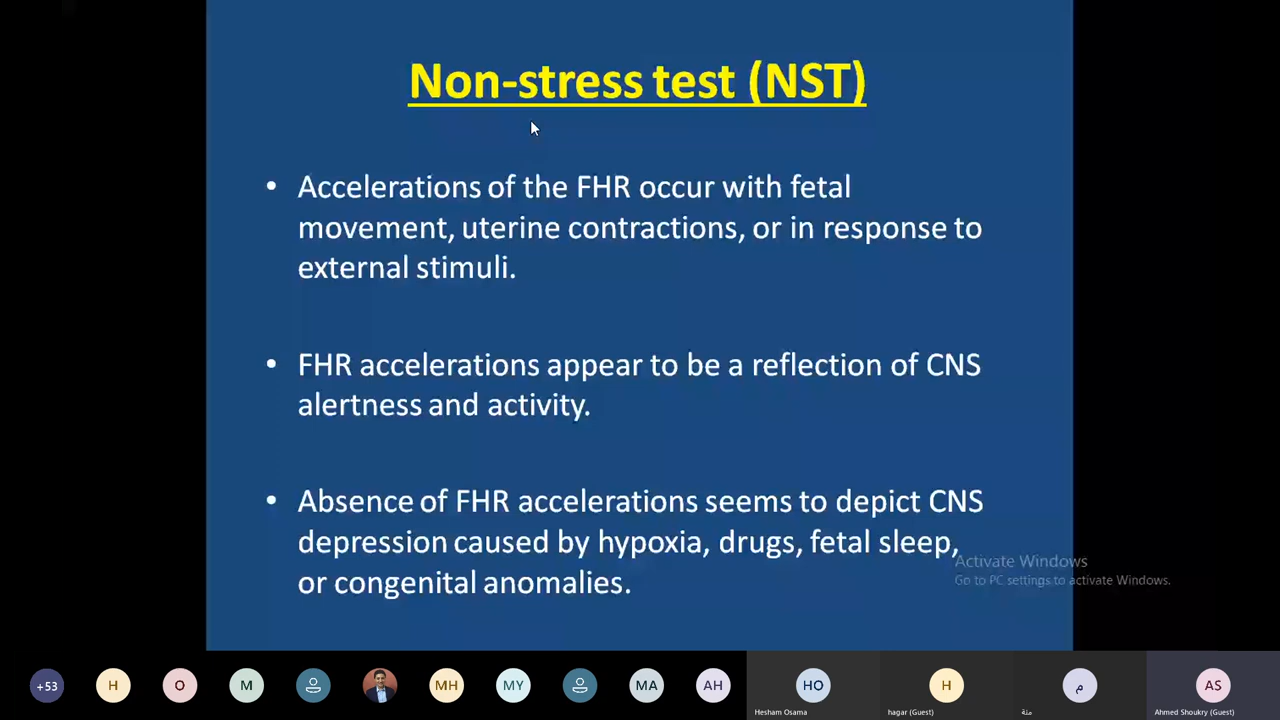 Non-stress test (NST)
• Accelerations of the FHR occur with fetal
movement, uterine contractions, or in response to
external stimuli.
• FHR accelerations appear to be a reflection of CNS
alertness and activity.
• Absence of FHR accelerations seems to depict CNS
depression caused by hypoxia, drugs, fetal sleep,
or congenital anomalies.
Activate Windows
Go to PC settings to activate Windows.
+53 H O M MH MY MA AH HO H م AS
Hesham Osama hagar (Guest) منة Ahmed Shoukry (Guest)